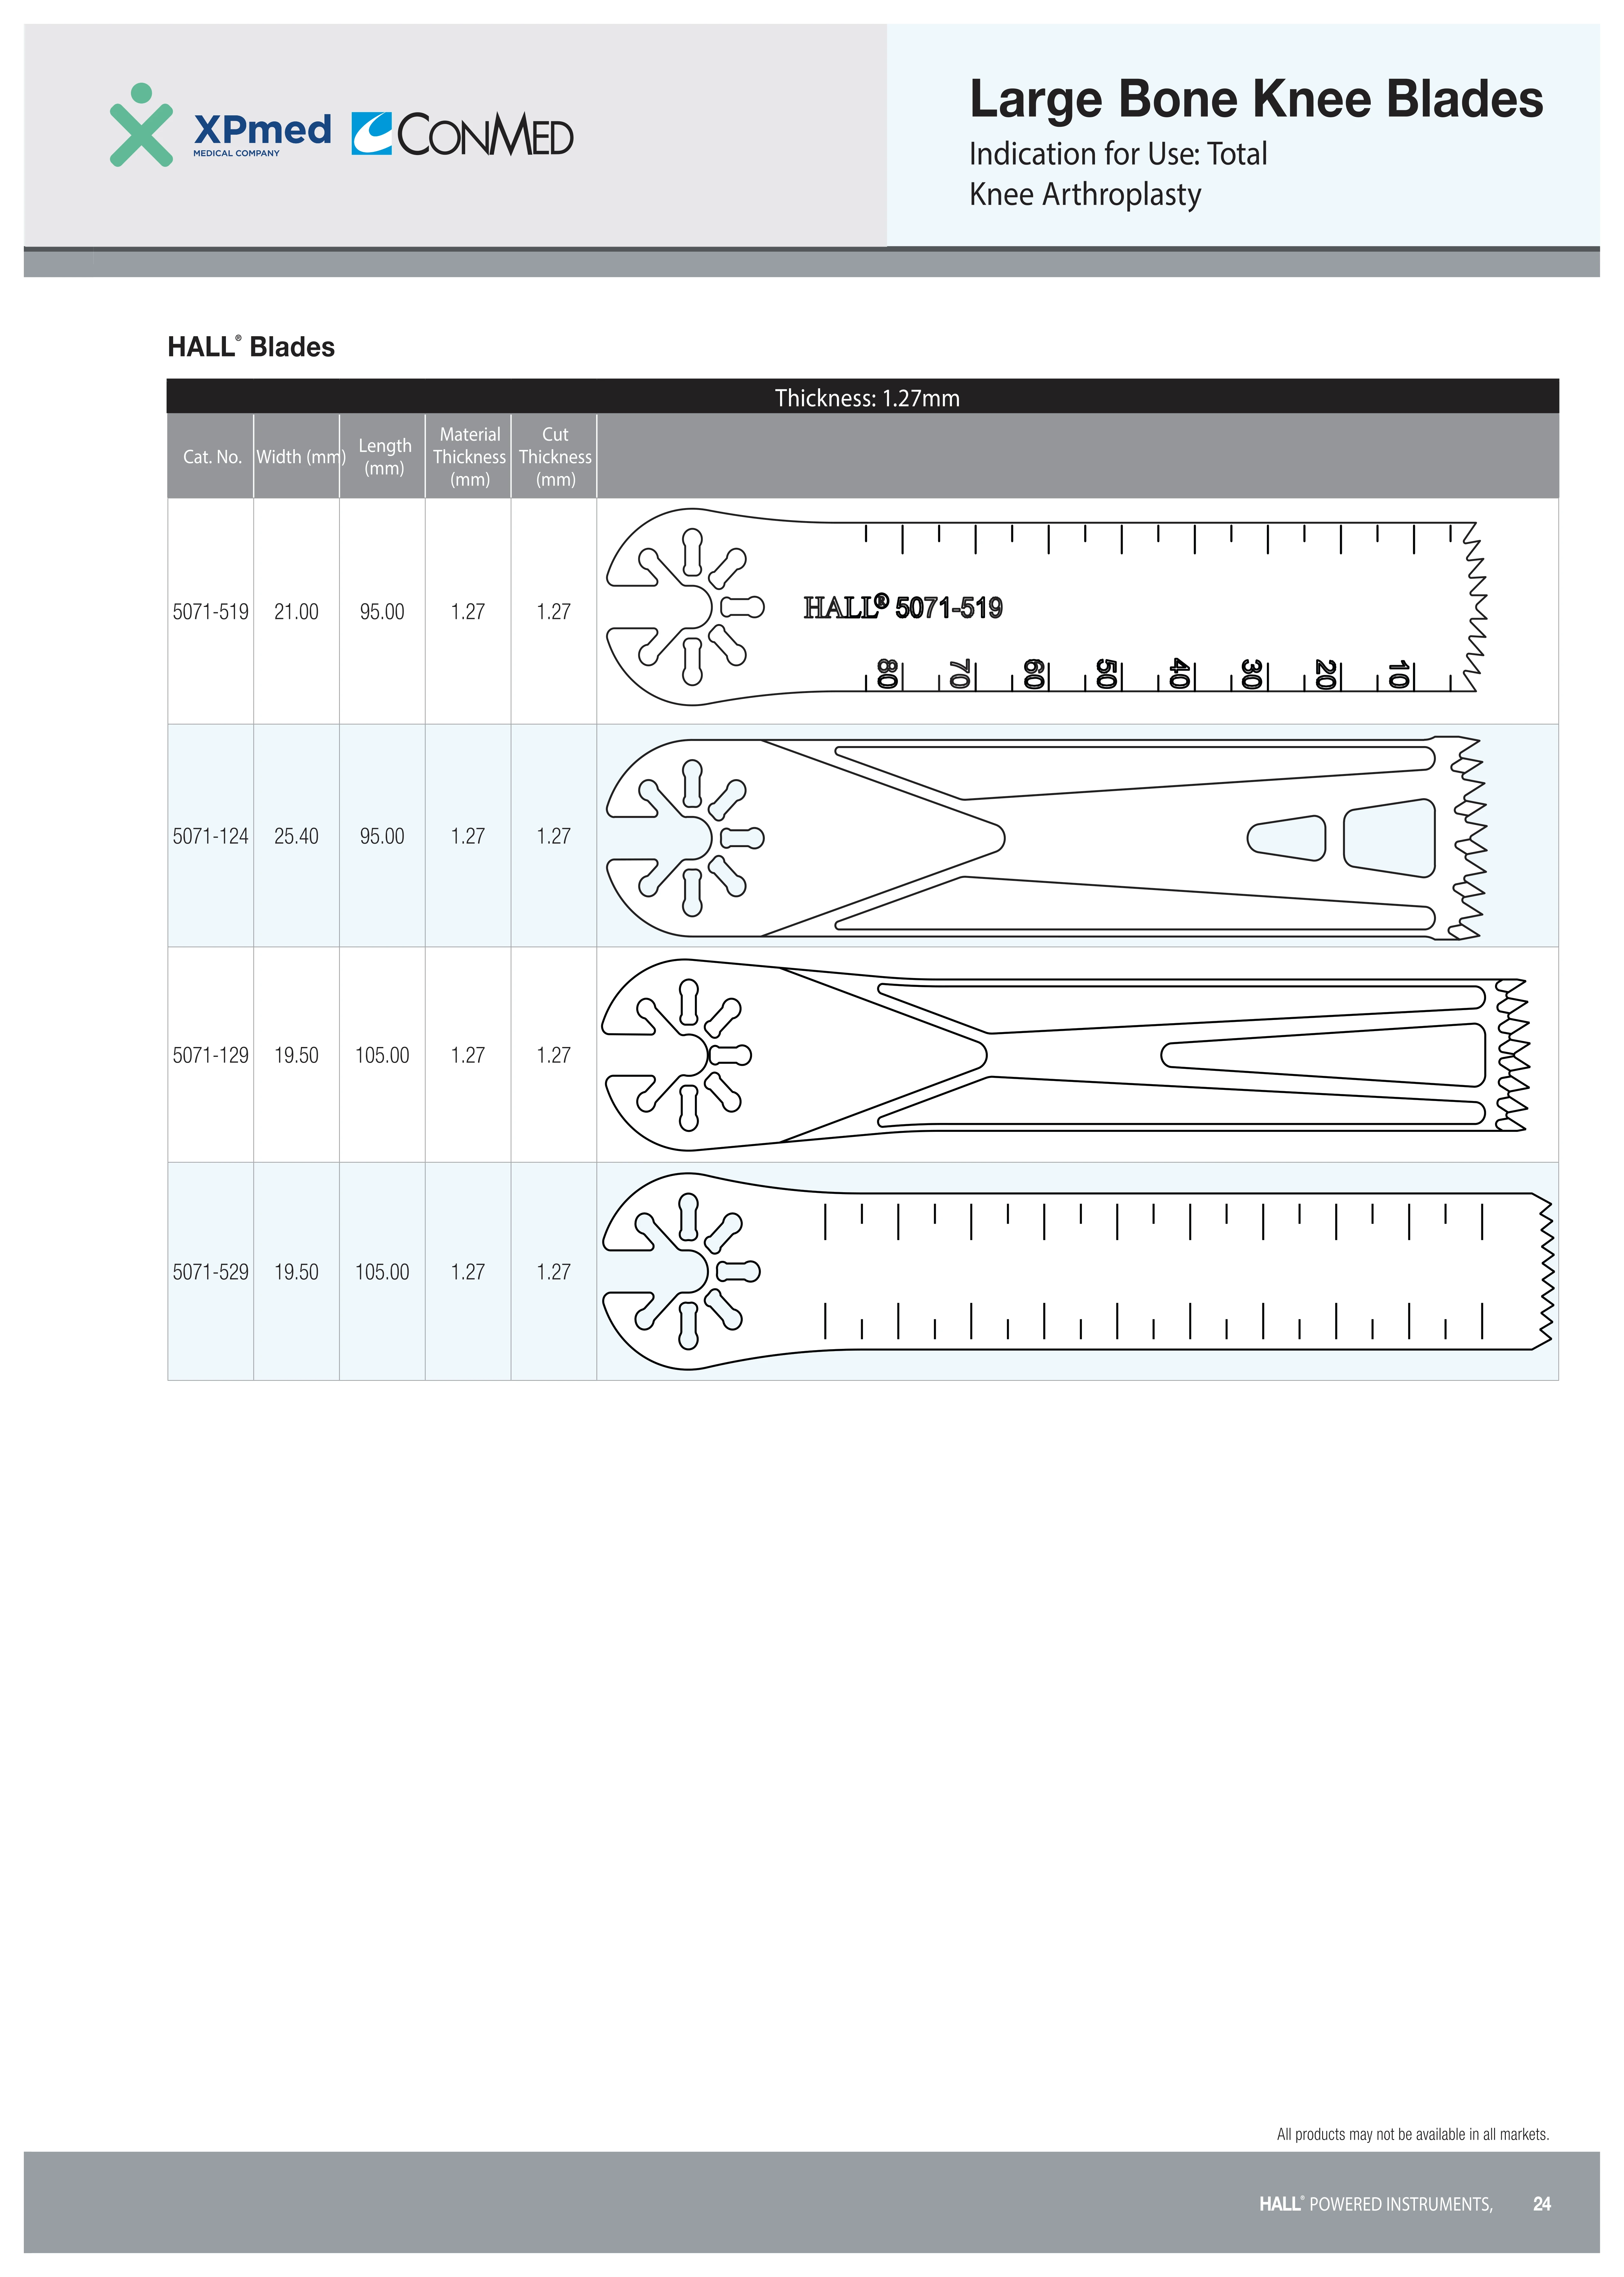 XPmed
MEDICAL COMPANY
CONMED
Large Bone Knee Blades
Indication for Use: Total
Knee Arthroplasty
HALL® Blades
Thickness: 1.27mm
Cat. No. Width (mm) Length (mm) Material Thickness (mm) Cut Thickness (mm)
5071-519 21.00 95.00 1.27 1.27
HALL® 5071-519
80 70 60 50 40 30 20 10
5071-124 25.40 95.00 1.27 1.27
5071-129 19.50 105.00 1.27 1.27
5071-529 19.50 105.00 1.27 1.27
All products may not be available in all markets.
HALL® POWERED INSTRUMENTS, 24